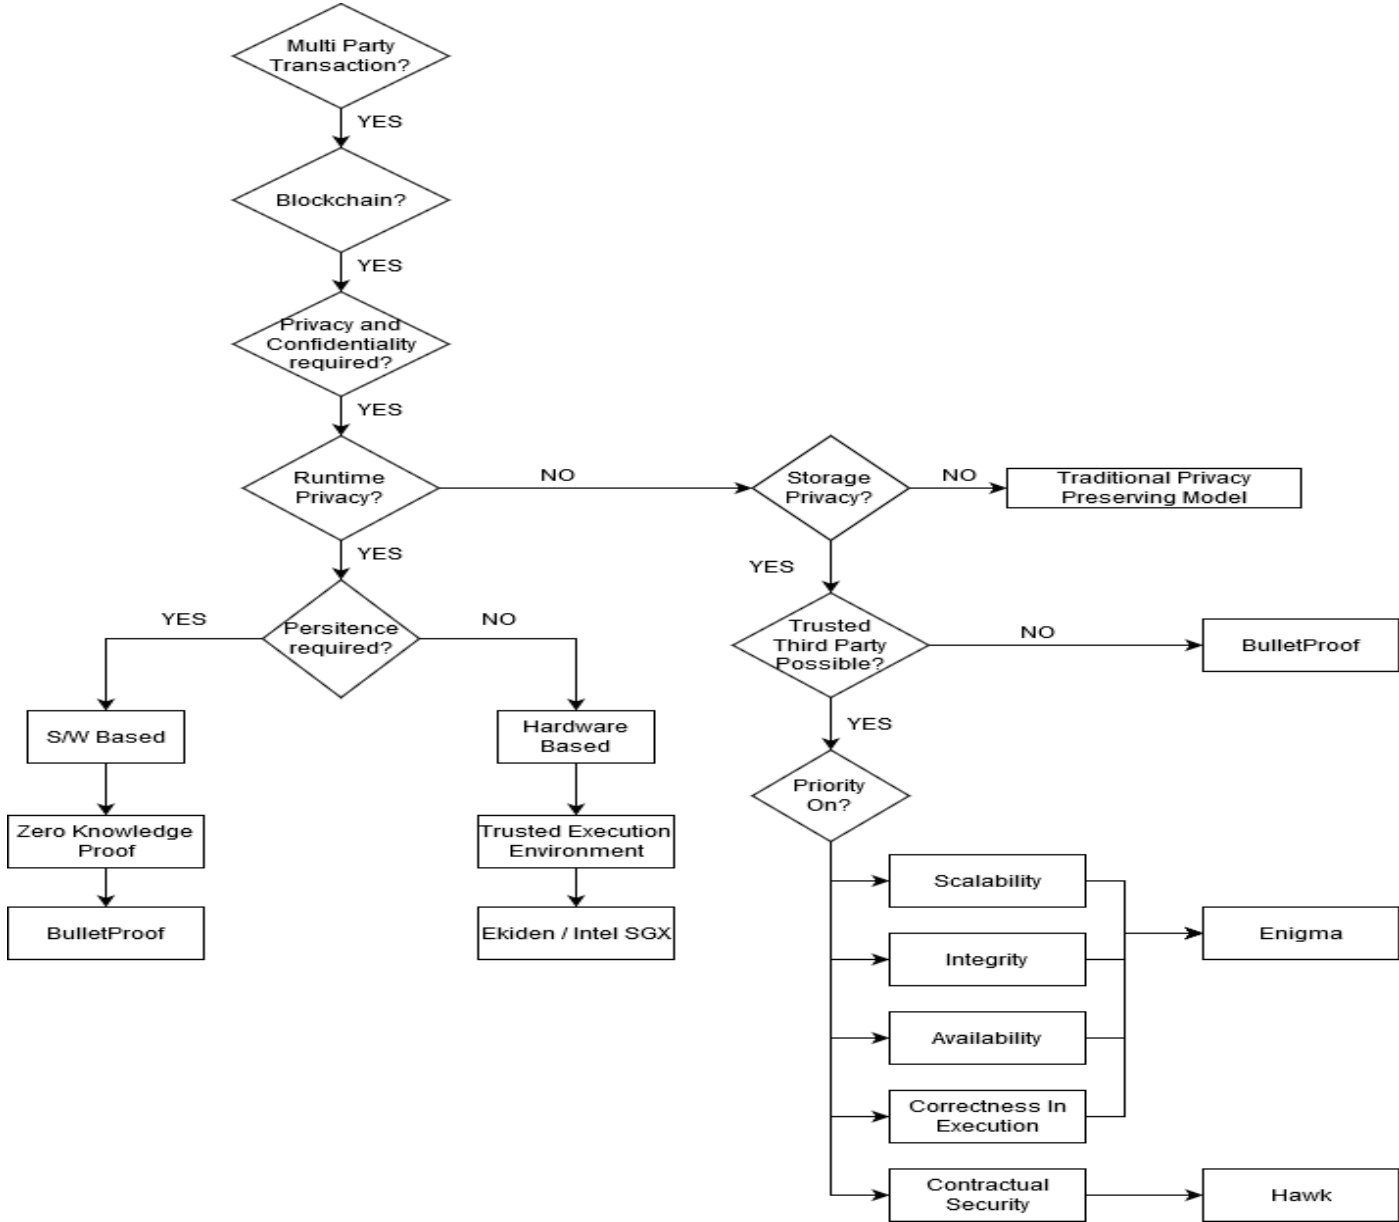 Multi Party
Transaction?
YES
Blockchain?
YES
Privacy and
Confidentiality
required?
YES
Runtime
Privacy?
NO
Storage
Privacy?
NO
Traditional Privacy
Preserving Model
YES
YES
Persitence
required?
YES
NO
Trusted
Third Party
Possible?
NO
BulletProof
S/W Based
Hardware
Based
YES
Priority
On?
Zero Knowledge
Proof
Trusted Execution
Environment
BulletProof
Ekiden / Intel SGX
Scalability
Integrity
Availability
Correctness In
Execution
Contractual
Security
Enigma
Hawk